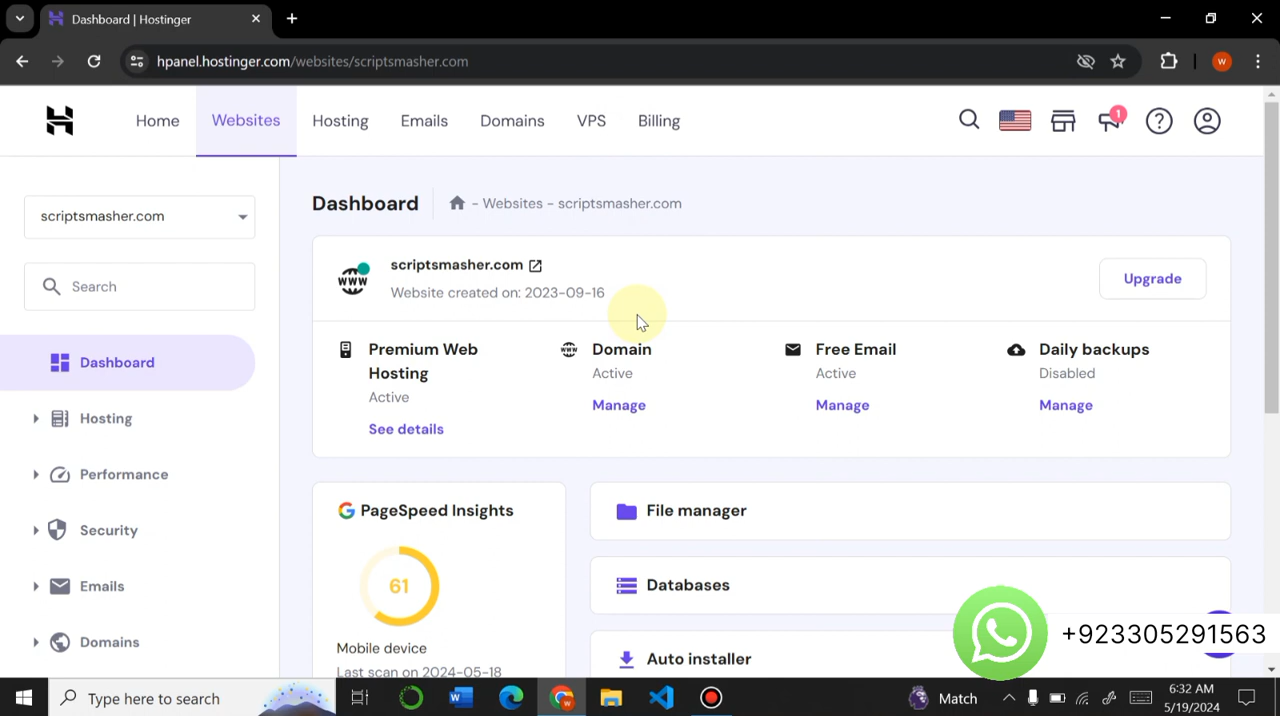 Dashboard | Hostinger
hpanel.hostinger.com/websites/scriptsmasher.com
W
Home
Websites
Hosting
Emails
Domains
VPS
Billing
1
scriptsmasher.com
Search
Dashboard
Hosting
Performance
Security
Emails
Domains
Dashboard
- Websites - scriptsmasher.com
www
scriptsmasher.com
Website created on: 2023-09-16
Upgrade
Premium Web
Hosting
Active
See details
www
Domain
Active
Manage
Free Email
Active
Manage
Daily backups
Disabled
Manage
G PageSpeed Insights
61
Mobile device
Last scan on 2024-05-18
File manager
Databases
Auto installer
+923305291563
Type here to search
Match
6:32 AM
5/19/2024